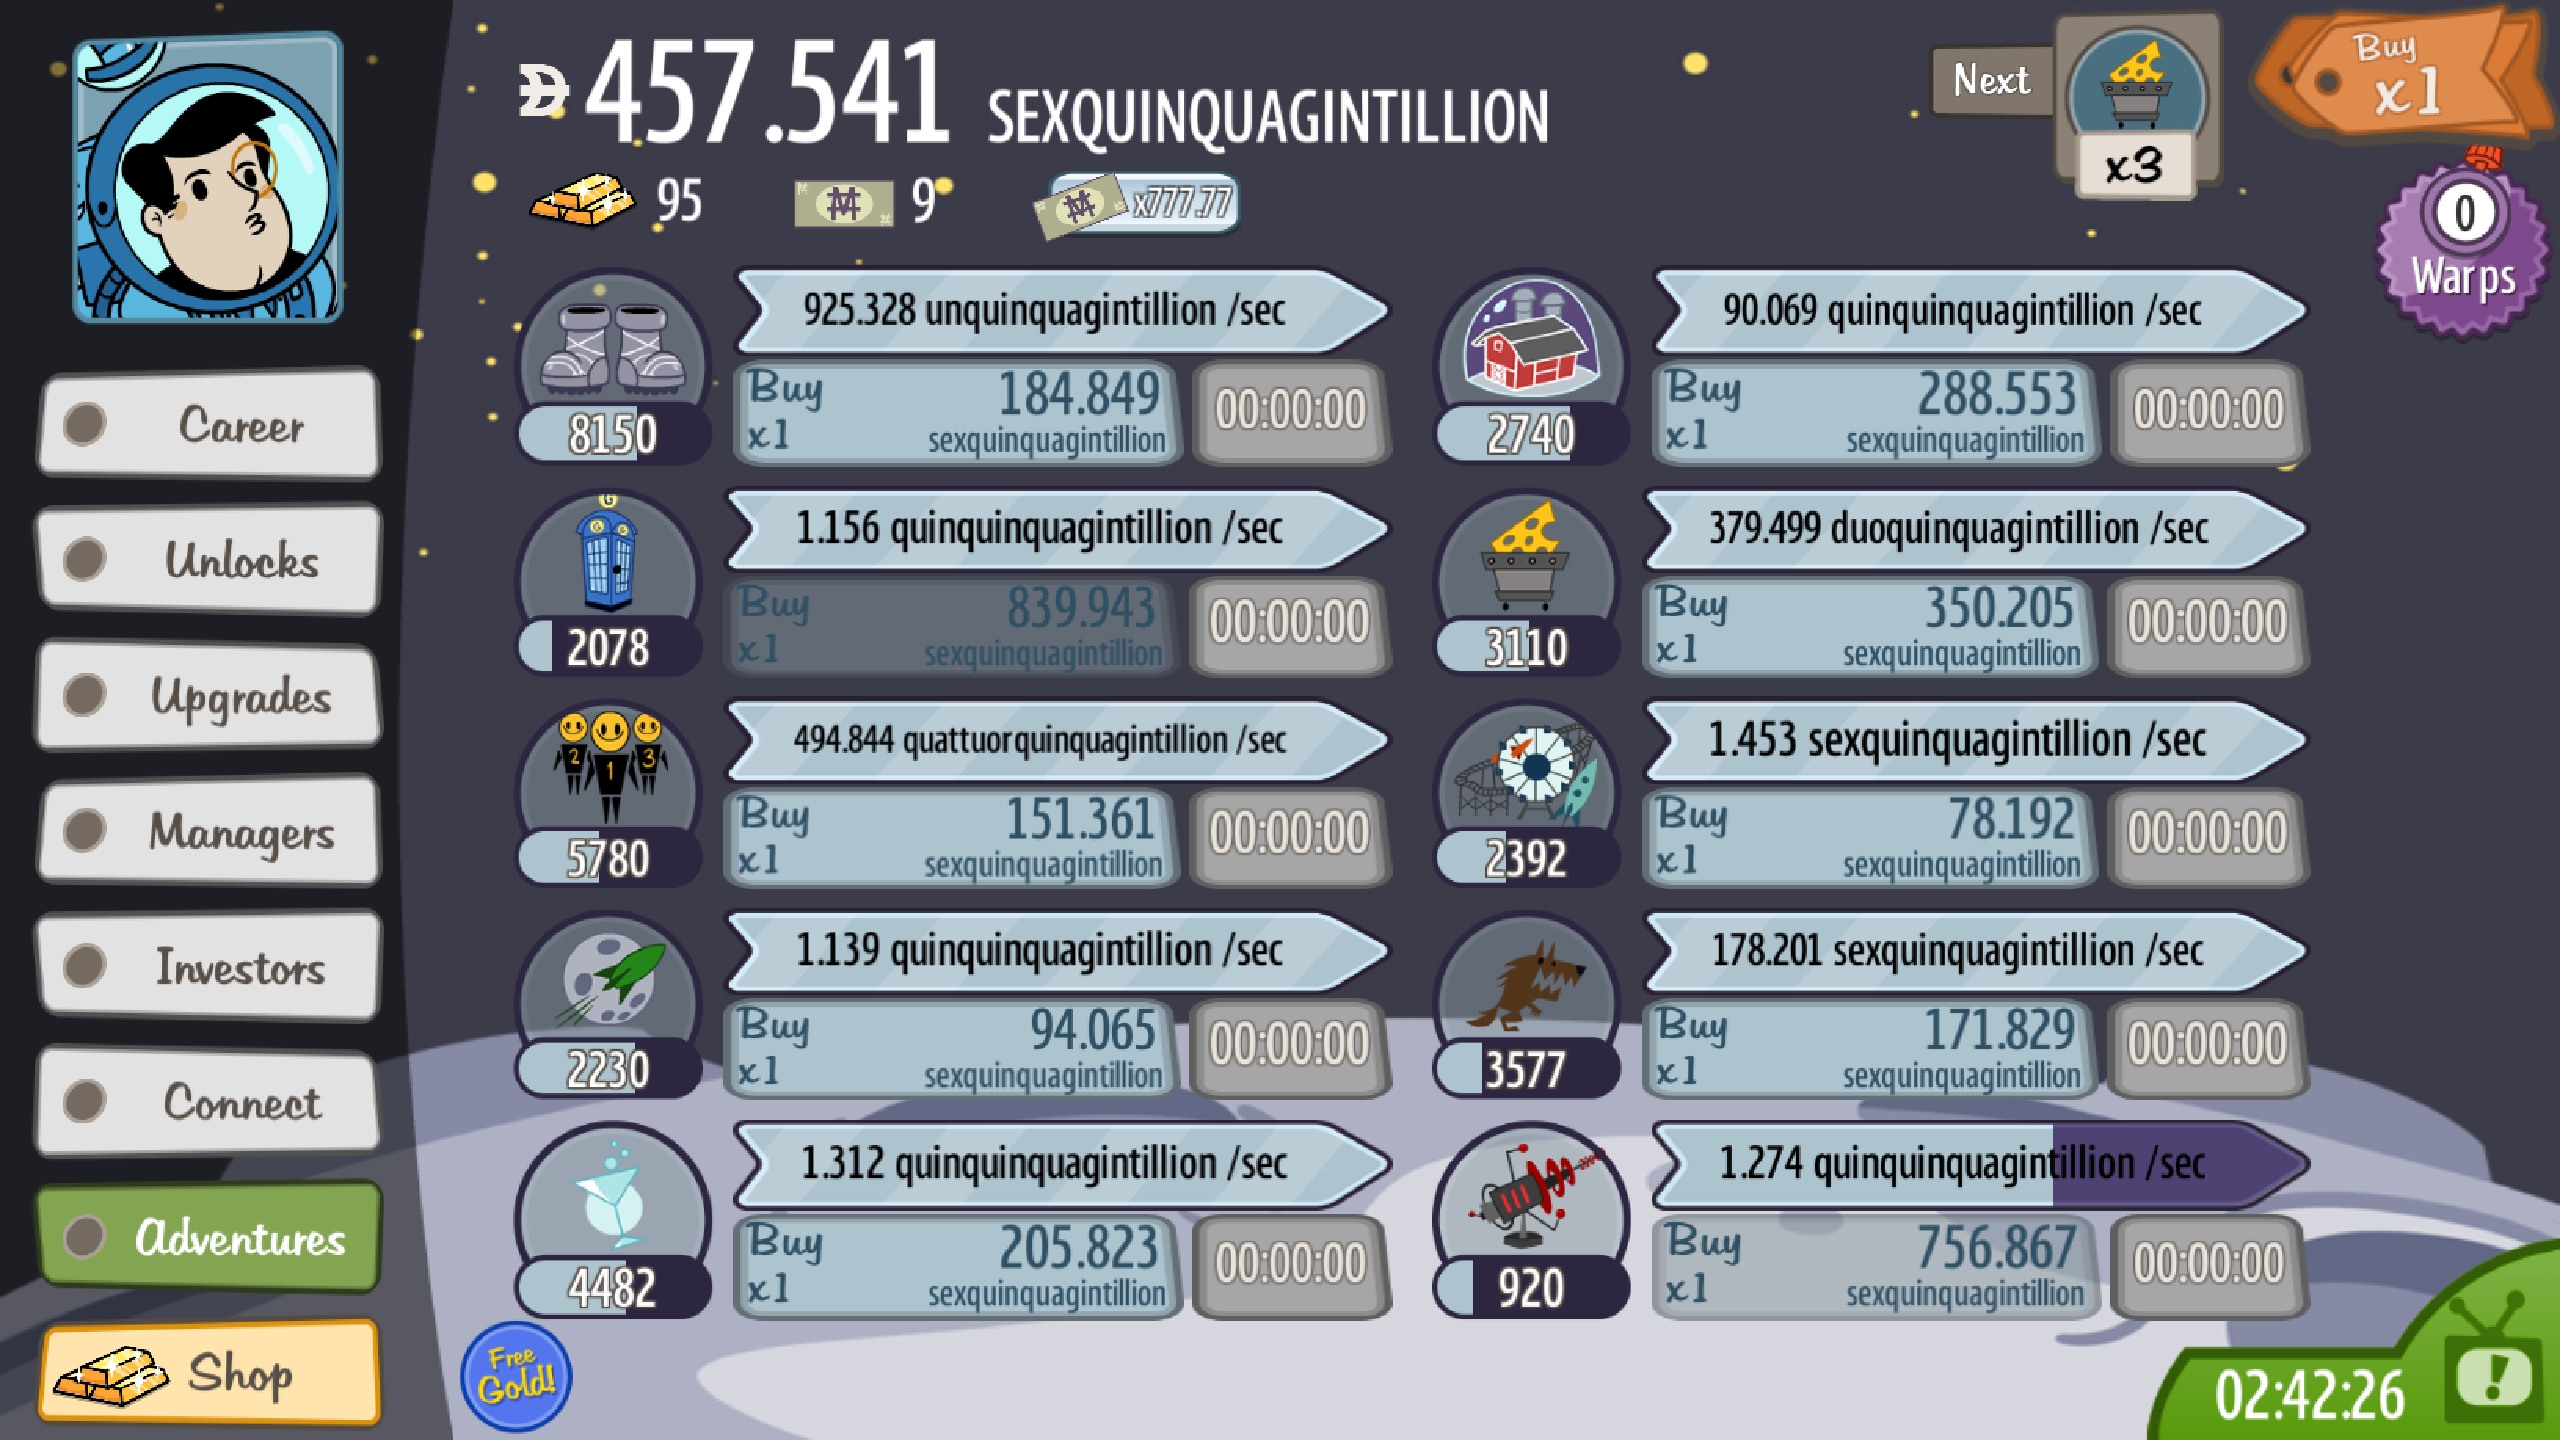 457.541 SEXQUINQUAGINTILLION
95
9
x777.77
Next
x3
Buy
x1
0
Warps
Career
Unlocks
Upgrades
Managers
Investors
Connect
Adventures
Shop
925.328 unquinquagintillion /sec
8150
Buy
x1
184.849
sexquinquagintillion
00:00:00
90.069 quinquinquagintillion /sec
2740
Buy
x1
288.553
sexquinquagintillion
00:00:00
G
1.156 quinquinquagintillion /sec
2078
Buy
x1
839.943
sexquinquagintillion
00:00:00
379.499 duoquinquagintillion /sec
3110
Buy
x1
350.205
sexquinquagintillion
00:00:00
2 1 3
494.844 quattuorquinquagintillion /sec
5780
Buy
x1
151.361
sexquinquagintillion
00:00:00
1.453 sexquinquagintillion /sec
2392
Buy
x1
78.192
sexquinquagintillion
00:00:00
1.139 quinquinquagintillion /sec
2230
Buy
x1
94.065
sexquinquagintillion
00:00:00
178.201 sexquinquagintillion /sec
3577
Buy
x1
171.829
sexquinquagintillion
00:00:00
1.312 quinquinquagintillion /sec
4482
Buy
x1
205.823
sexquinquagintillion
00:00:00
1.274 quinquinquagintillion /sec
920
Buy
x1
756.867
sexquinquagintillion
00:00:00
Free
Gold!
02:42:26
!